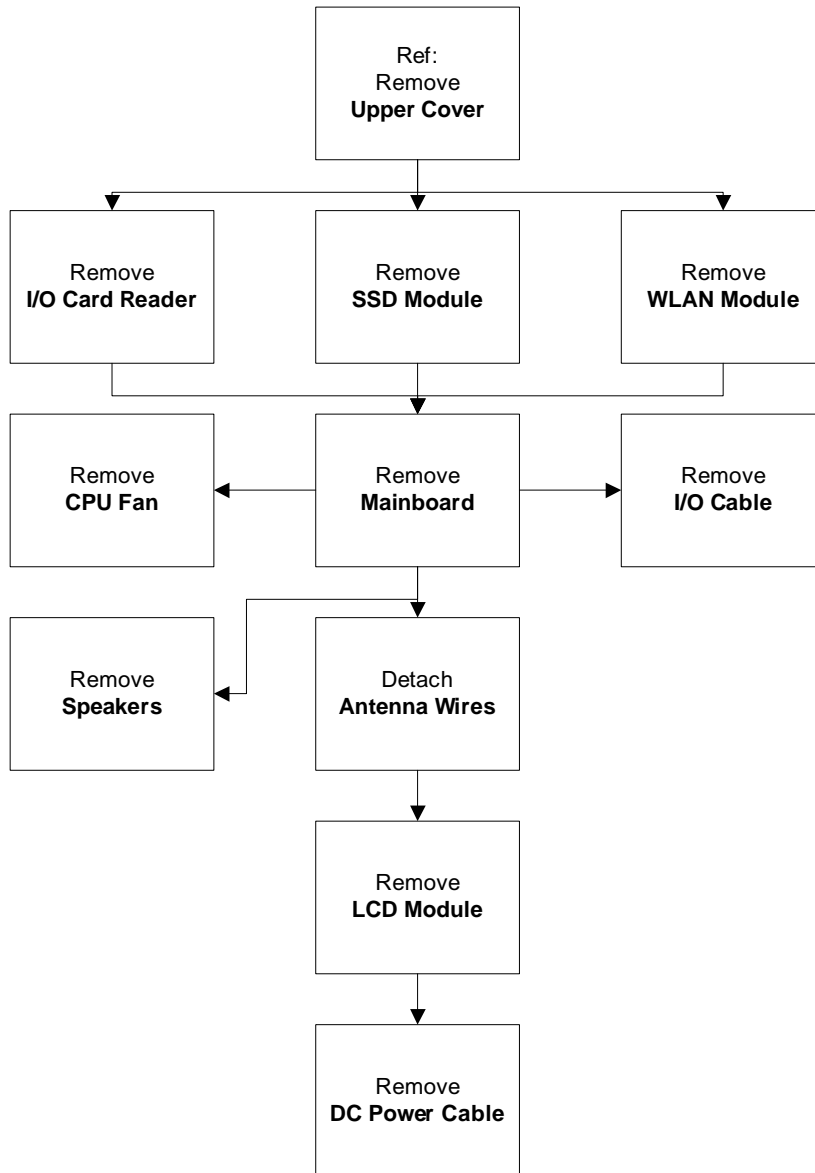 Ref:
Remove
Upper Cover
Remove
I/O Card Reader
Remove
SSD Module
Remove
WLAN Module
Remove
CPU Fan
Remove
Mainboard
Remove
I/O Cable
Remove
Speakers
Detach
Antenna Wires
Remove
LCD Module
Remove
DC Power Cable